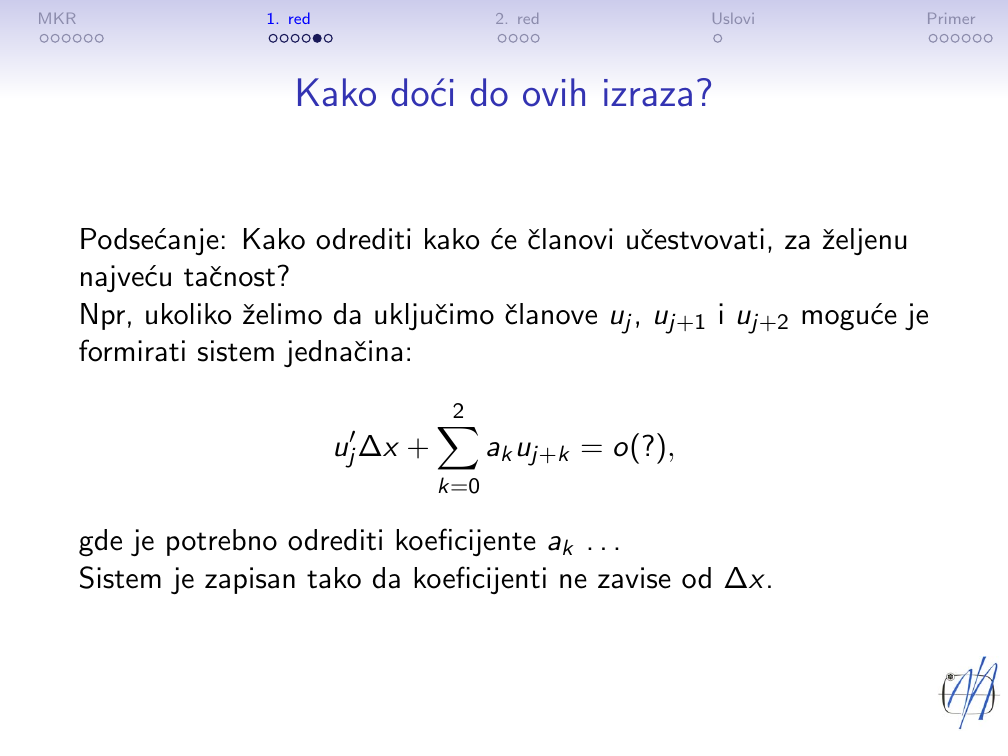 MKR 1. red 2. red Uslovi Primer
Kako doći do ovih izraza?
Podsećanje: Kako odrediti kako će članovi učestvovati, za željenu
najveću tačnost?
Npr, ukoliko želimo da uključimo članove u_j, u_{j+1} i u_{j+2} moguće je
formirati sistem jednačina:
u'_j Δx + \sum_{k=0}^{2} a_k u_{j+k} = o(?),
gde je potrebno odrediti koeficijente a_k ...
Sistem je zapisan tako da koeficijenti ne zavise od Δx.